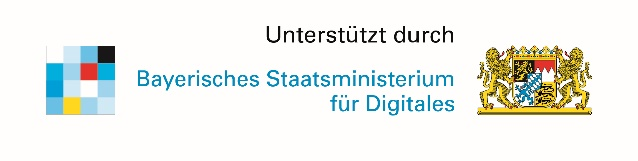 Unterstützt durch
Bayerisches Staatsministerium
für Digitales